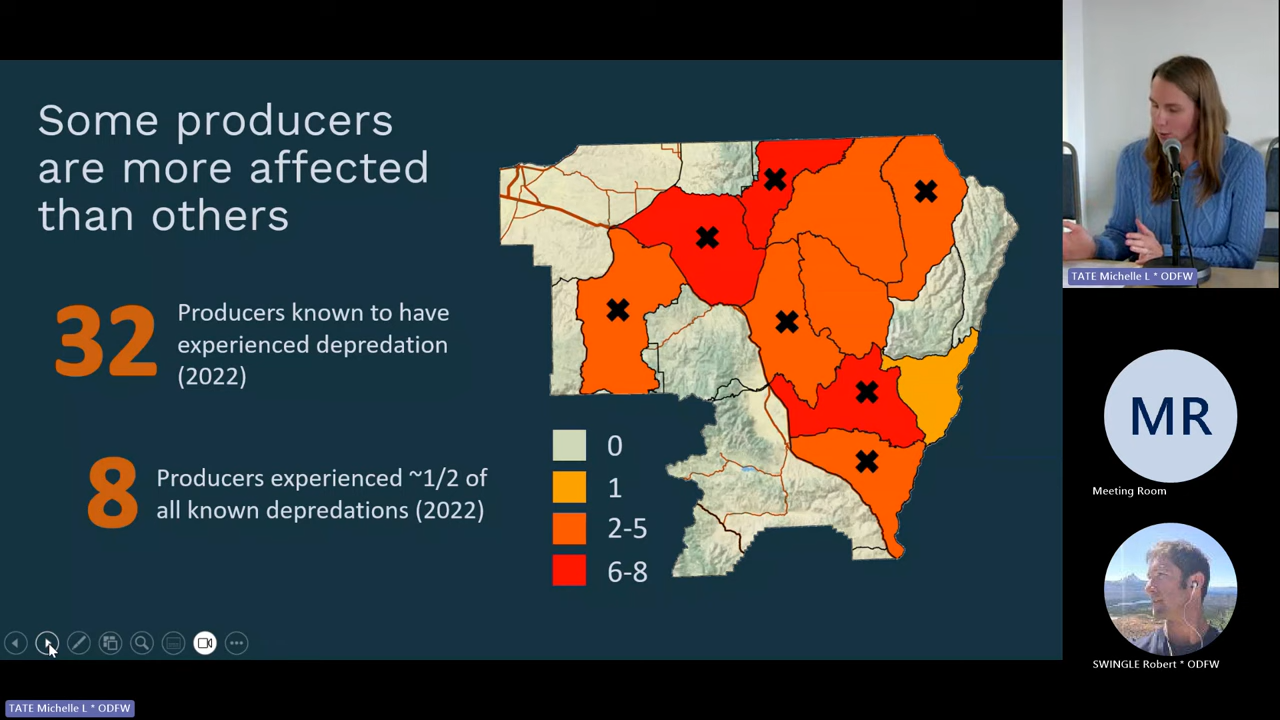 Some producers
are more affected
than others
32
Producers known to have
experienced depredation
(2022)
8
Producers experienced ~1/2 of
all known depredations (2022)
0
1
2-5
6-8
TATE Michelle L * ODFW
MR
Meeting Room
SWINGLE Robert * ODFW
TATE Michelle L * ODFW